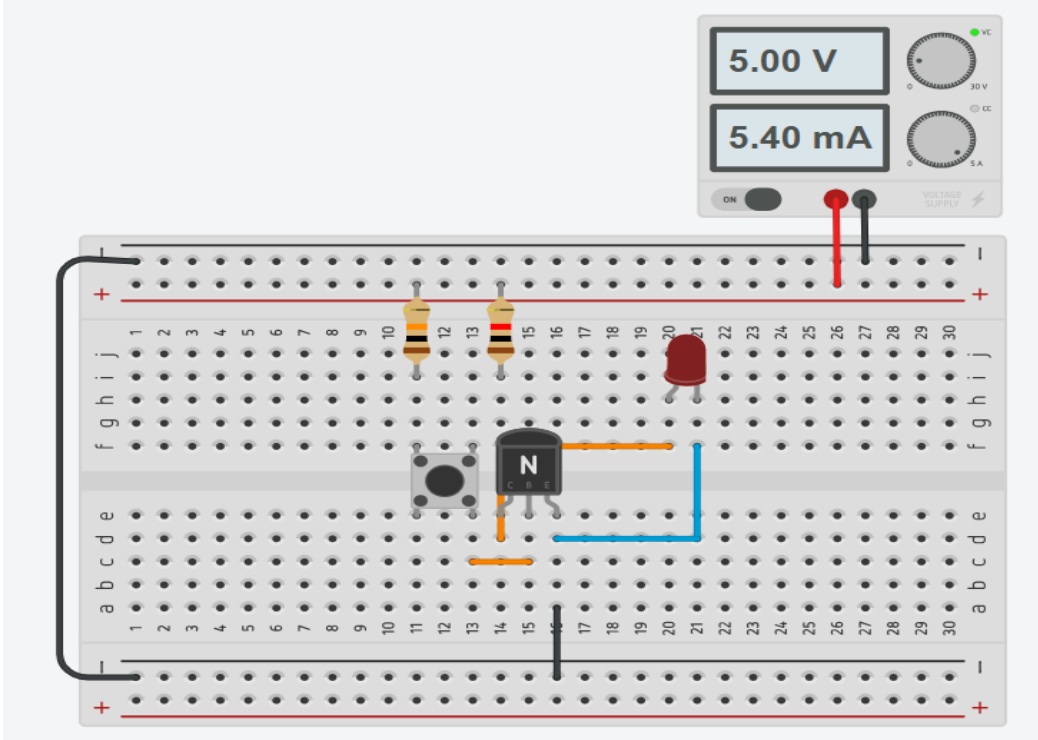 5.00 V
VC
0 30 V
5.40 mA
CC
0 5 A
ON
VOLTAGE
SUPPLY
- -
+ +
1 2 3 4 5 6 7 8 9 10 11 12 13 14 15 16 17 18 19 20 21 22 23 24 25 26 27 28 29 30
j j
i i
h h
g g
f f
N
C B E
e e
d d
c c
b b
a a
1 2 3 4 5 6 7 8 9 10 11 12 13 14 15 16 17 18 19 20 21 22 23 24 25 26 27 28 29 30
- -
+ +